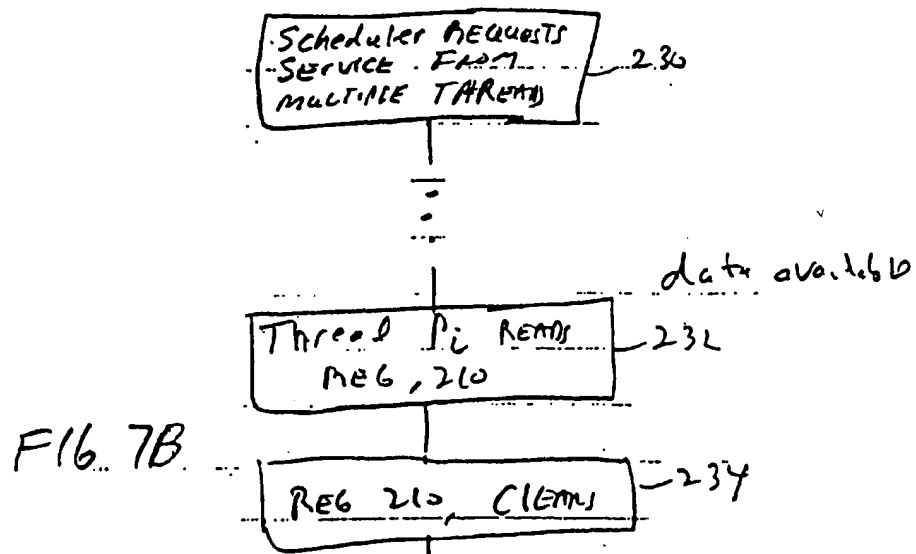 Scheduler REQUESTS
SERVICE FROM
MULTIPLE THREADS
230
data available
Thread Pi READS
REG, 210
232
FIG. 7B
REG 210, CLEARS
234